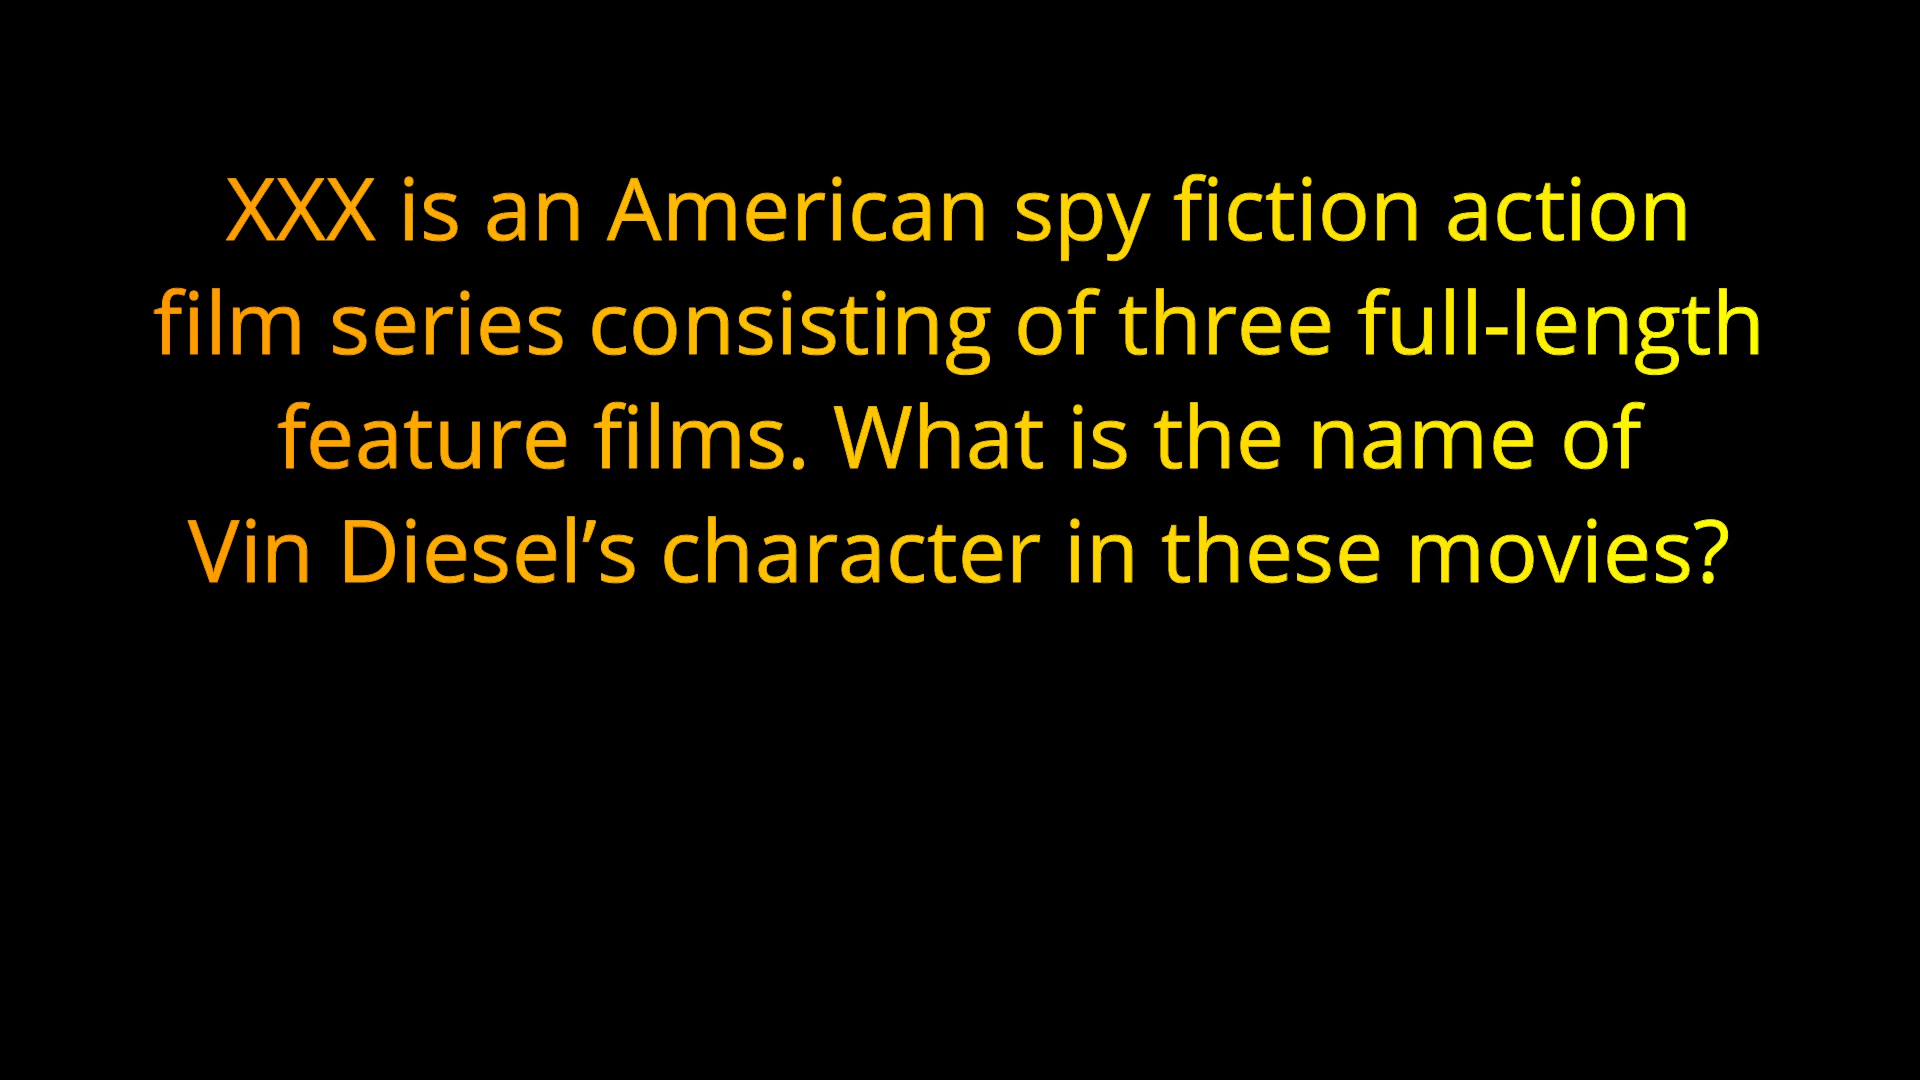 XXX is an American spy fiction action
film series consisting of three full-length
feature films. What is the name of
Vin Diesel’s character in these movies?